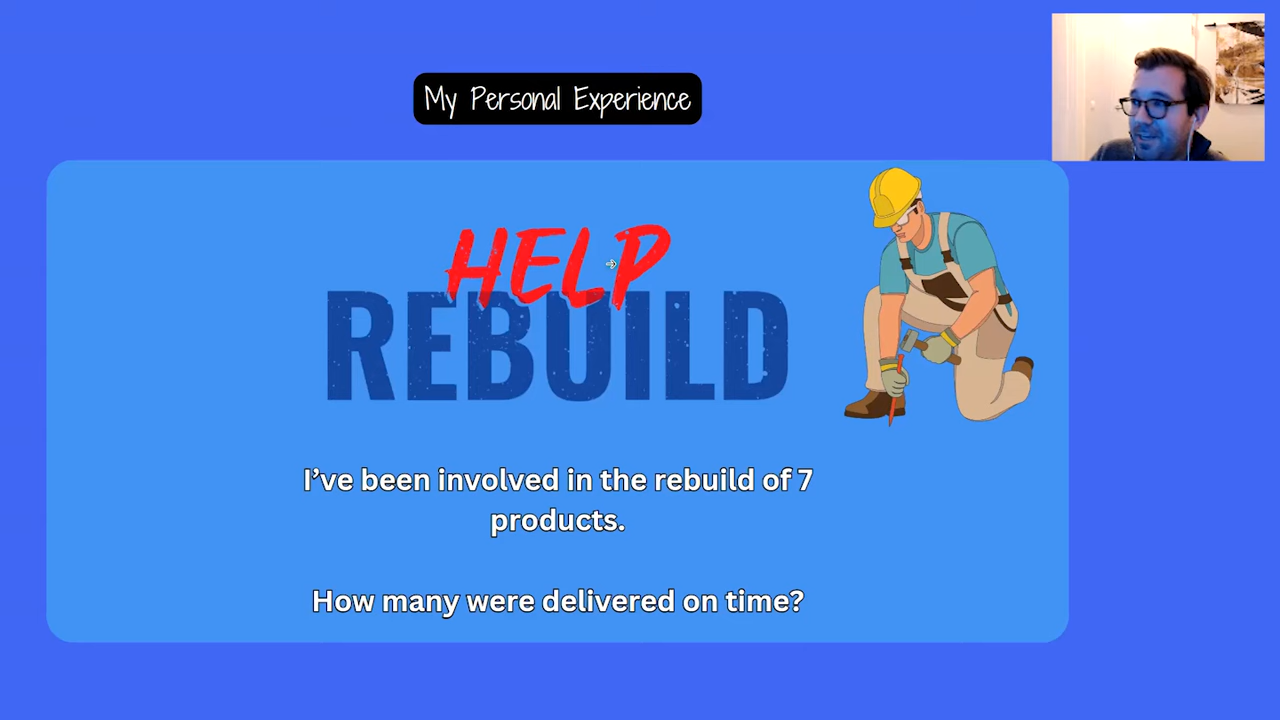 My Personal Experience
HELP
REBUILD
I’ve been involved in the rebuild of 7
products.
How many were delivered on time?